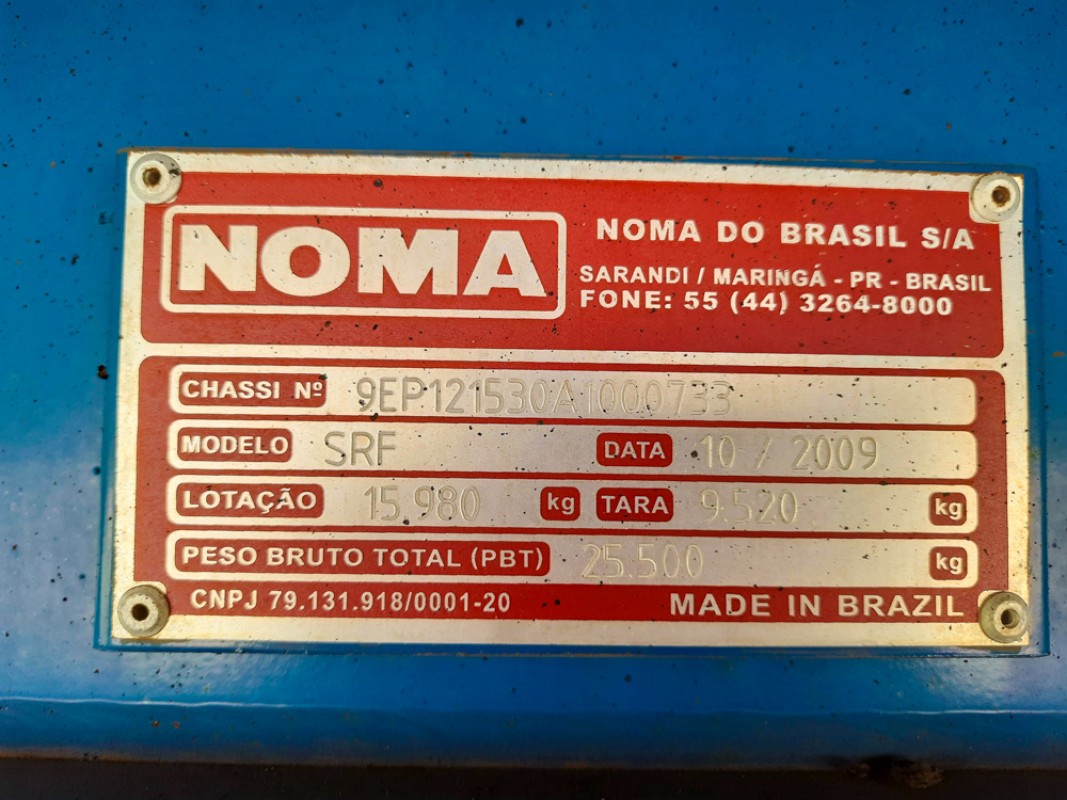 NOMA
NOMA DO BRASIL S/A
SARANDI / MARINGÁ - PR - BRASIL
FONE: 55 (44) 3264-8000
CHASSI Nº 9EP121530A1000733
MODELO SRF DATA 10 / 2009
LOTAÇÃO 15.980 kg TARA 9.520 kg
PESO BRUTO TOTAL (PBT) 25.500 kg
CNPJ 79.131.918/0001-20 MADE IN BRAZIL